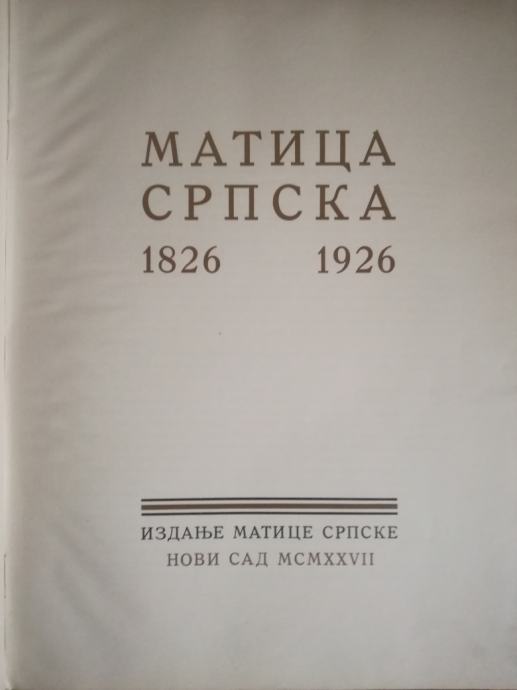 МАТИЦА
СРПСКА
1826 1926
ИЗДАЊЕ МАТИЦЕ СРПСКЕ
НОВИ САД MCMXXVII